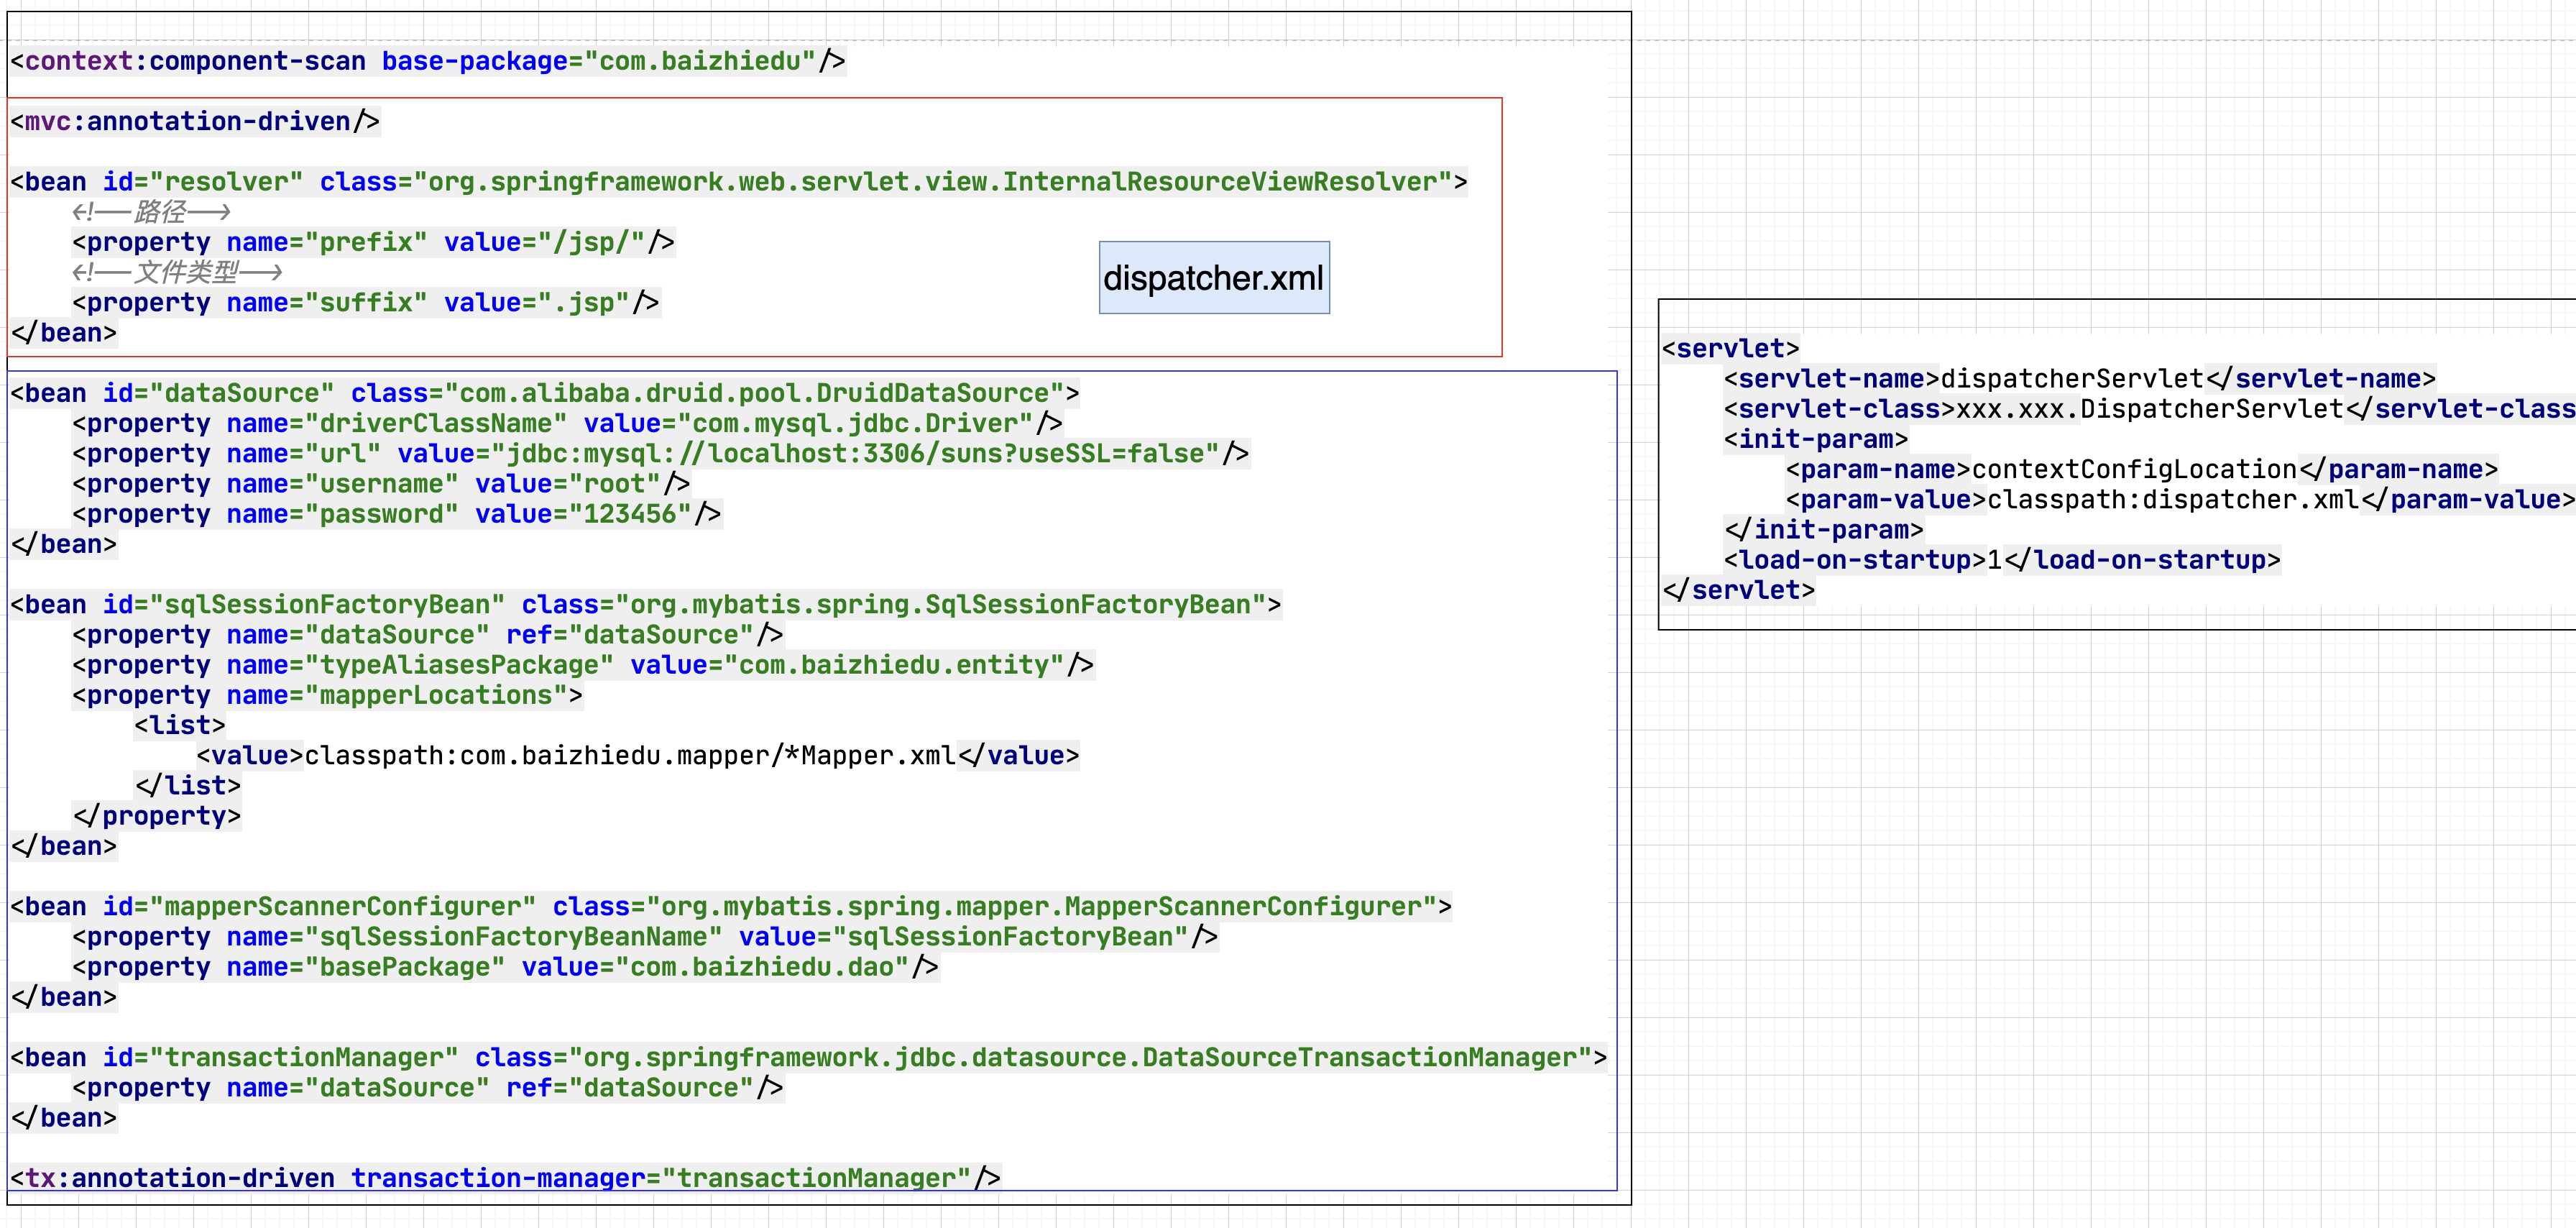 <context:component-scan base-package="com.baizhiedu"/>
<mvc:annotation-driven/>
<bean id="resolver" class="org.springframework.web.servlet.view.InternalResourceViewResolver">
<!--路径-->
<property name="prefix" value="/jsp/"/>
<!--文件类型-->
<property name="suffix" value=".jsp"/>
</bean>
dispatcher.xml
<bean id="dataSource" class="com.alibaba.druid.pool.DruidDataSource">
<property name="driverClassName" value="com.mysql.jdbc.Driver"/>
<property name="url" value="jdbc:mysql://localhost:3306/suns?useSSL=false"/>
<property name="username" value="root"/>
<property name="password" value="123456"/>
</bean>
<bean id="sqlSessionFactoryBean" class="org.mybatis.spring.SqlSessionFactoryBean">
<property name="dataSource" ref="dataSource"/>
<property name="typeAliasesPackage" value="com.baizhiedu.entity"/>
<property name="mapperLocations">
<list>
<value>classpath:com.baizhiedu.mapper/*Mapper.xml</value>
</list>
</property>
</bean>
<bean id="mapperScannerConfigurer" class="org.mybatis.spring.mapper.MapperScannerConfigurer">
<property name="sqlSessionFactoryBeanName" value="sqlSessionFactoryBean"/>
<property name="basePackage" value="com.baizhiedu.dao"/>
</bean>
<bean id="transactionManager" class="org.springframework.jdbc.datasource.DataSourceTransactionManager">
<property name="dataSource" ref="dataSource"/>
</bean>
<tx:annotation-driven transaction-manager="transactionManager"/>
<servlet>
<servlet-name>dispatcherServlet</servlet-name>
<servlet-class>xxx.xxx.DispatcherServlet</servlet-class
<init-param>
<param-name>contextConfigLocation</param-name>
<param-value>classpath:dispatcher.xml</param-value>
</init-param>
<load-on-startup>1</load-on-startup>
</servlet>